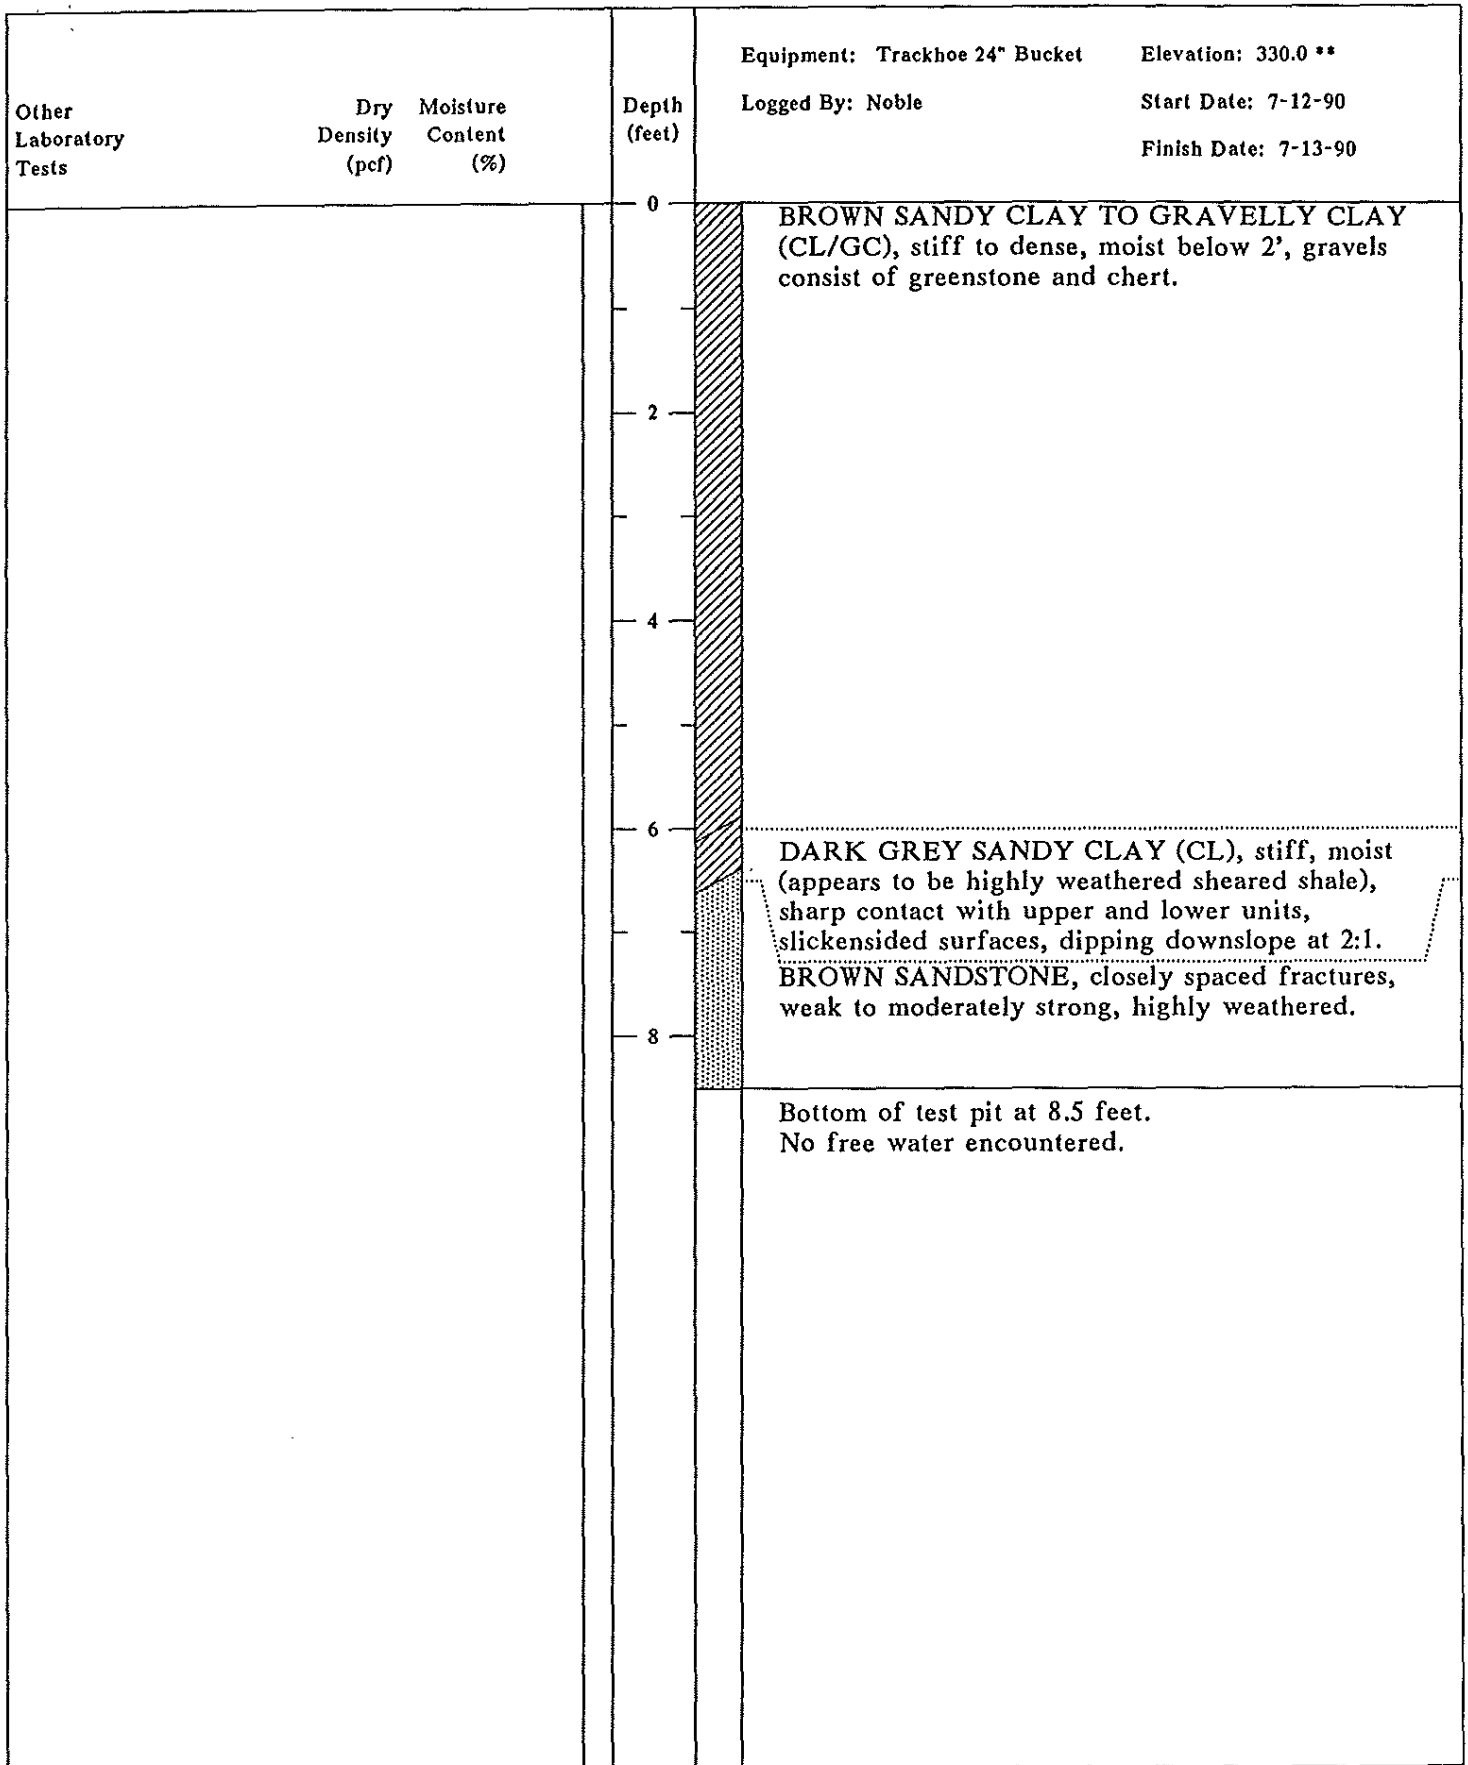 Equipment: Trackhoe 24" Bucket Elevation: 330.0 **
Other Dry Moisture Depth Logged By: Noble Start Date: 7-12-90
Laboratory Density Content (feet)
Tests (pcf) (%) Finish Date: 7-13-90
0
BROWN SANDY CLAY TO GRAVELLY CLAY
(CL/GC), stiff to dense, moist below 2', gravels
consist of greenstone and chert.
2
4
6
DARK GREY SANDY CLAY (CL), stiff, moist
(appears to be highly weathered sheared shale),
sharp contact with upper and lower units,
slickensided surfaces, dipping downslope at 2:1.
BROWN SANDSTONE, closely spaced fractures,
weak to moderately strong, highly weathered.
8
Bottom of test pit at 8.5 feet.
No free water encountered.